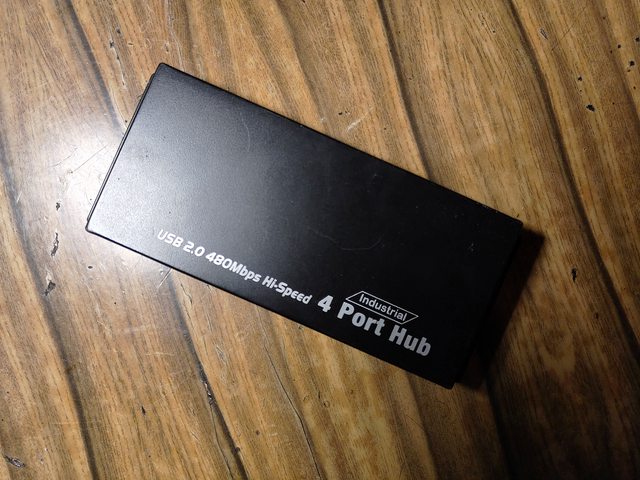 Industrial
USB 2.0 480Mbps Hi-Speed 4 Port Hub